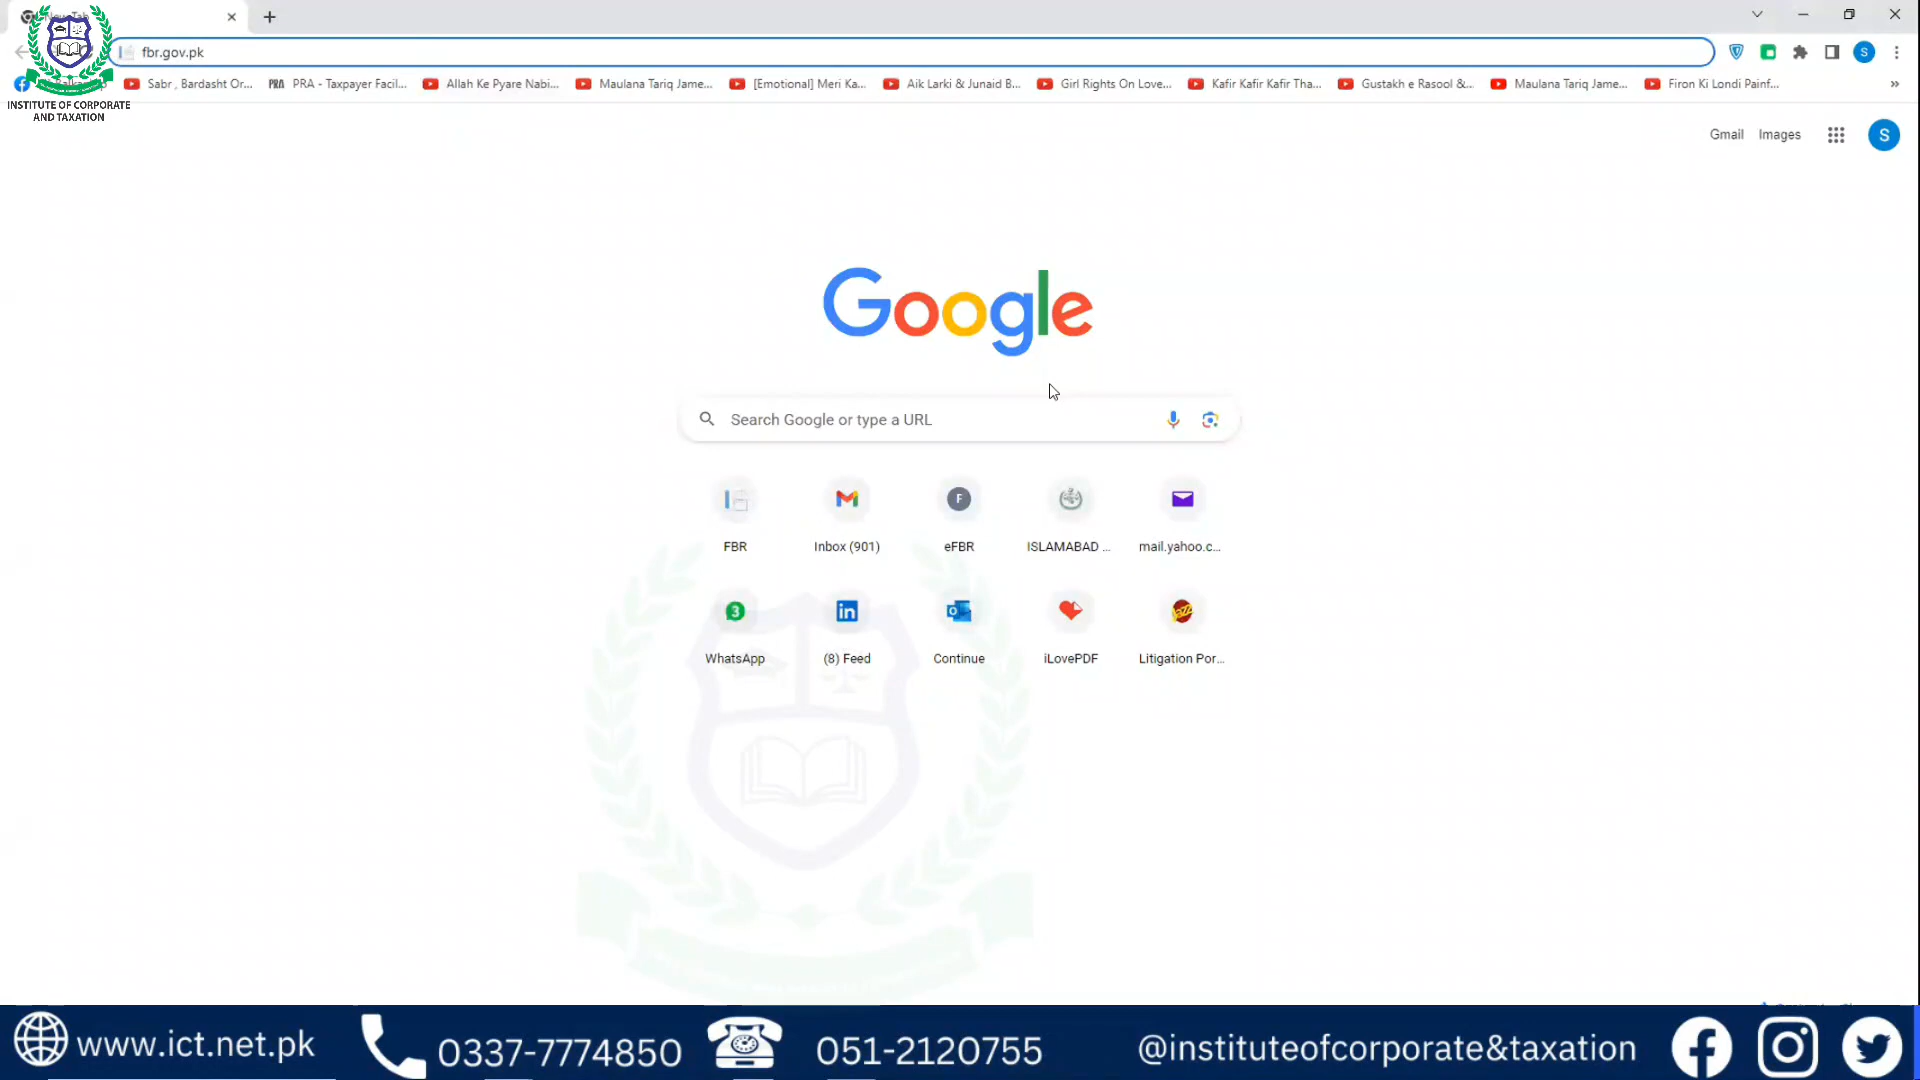 fbr.gov.pk
Sabr , Bardasht Or...
PRA PRA - Taxpayer Facil...
Allah Ke Pyare Nabi...
Maulana Tariq Jame...
[Emotional] Meri Ka...
Aik Larki & Junaid B...
Girl Rights On Love...
Kafir Kafir Kafir Tha...
Gustakh e Rasool &...
Maulana Tariq Jame...
Firon Ki Londi Painf...
INSTITUTE OF CORPORATE
AND TAXATION
Gmail Images S
Google
Search Google or type a URL
FBR Inbox (901) eFBR ISLAMABAD ... mail.yahoo.c...
WhatsApp (8) Feed Continue iLovePDF Litigation Por...
www.ict.net.pk 0337-7774850 051-2120755 @instituteofcorporate&taxation